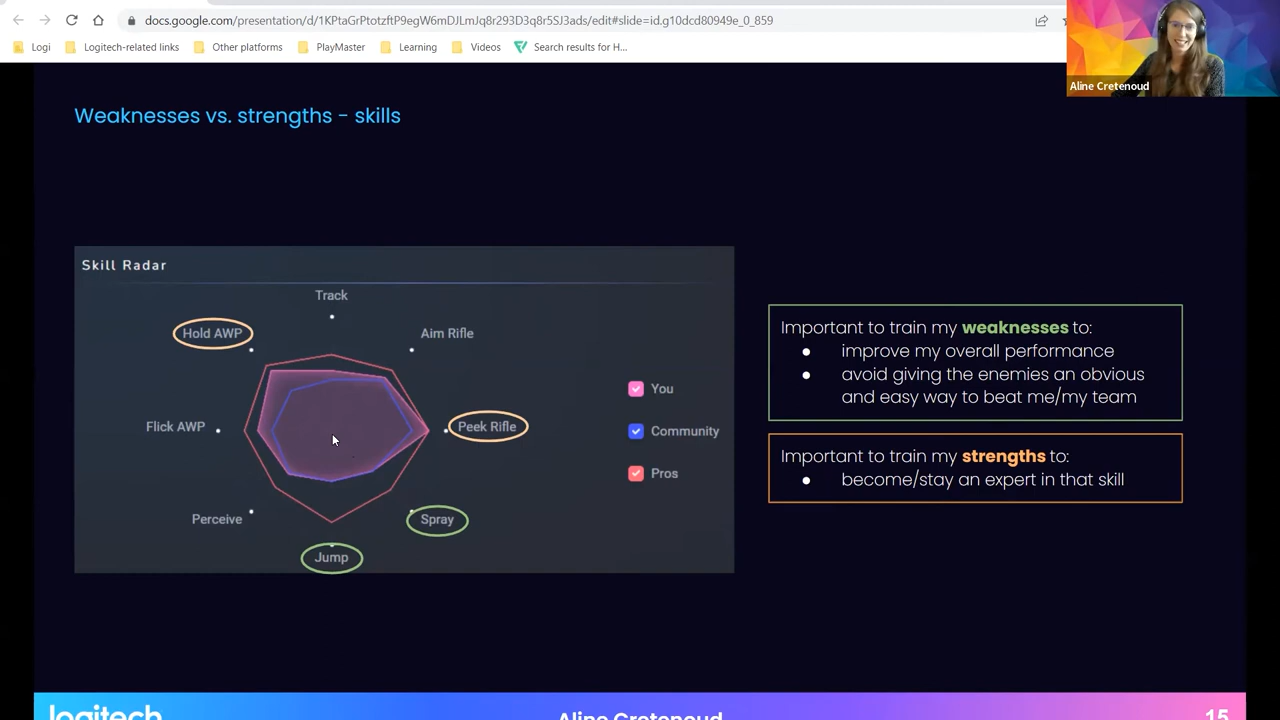 docs.google.com/presentation/d/1KPtaGrPtotzftP9egW6mDJLmJq8r29SD3q8r5SJ3ads/edit#slide=id.g10dcd80949e_0_859
Logi
Logitech-related links
Other platforms
PlayMaster
Learning
Videos
Search results for H...
Aline Cretenoud
Weaknesses vs. strengths - skills
Skill Radar
Track
Hold AWP
Aim Rifle
Flick AWP
Peek Rifle
Perceive
Spray
Jump
You
Community
Pros
Important to train my weaknesses to:
● improve my overall performance
● avoid giving the enemies an obvious
and easy way to beat me/my team
Important to train my strengths to:
● become/stay an expert in that skill
logitech
Aline Cretenoud
15